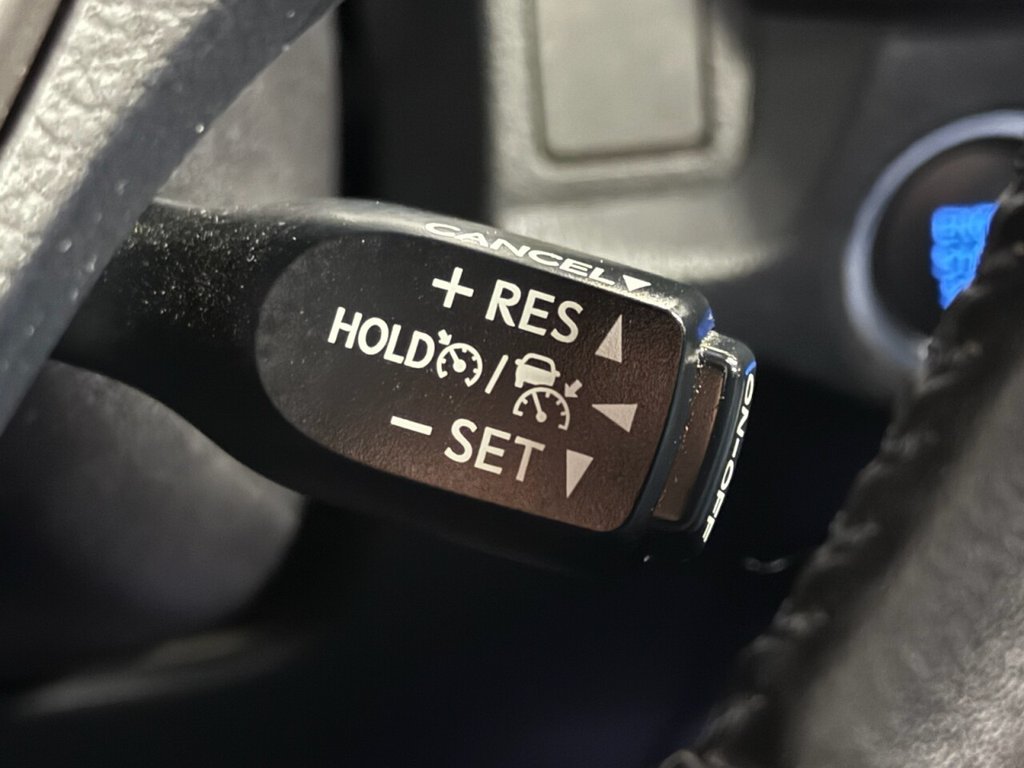 CANCEL ▼
+ RES ▲
HOLD / ◀
− SET ▼
ON-OFF